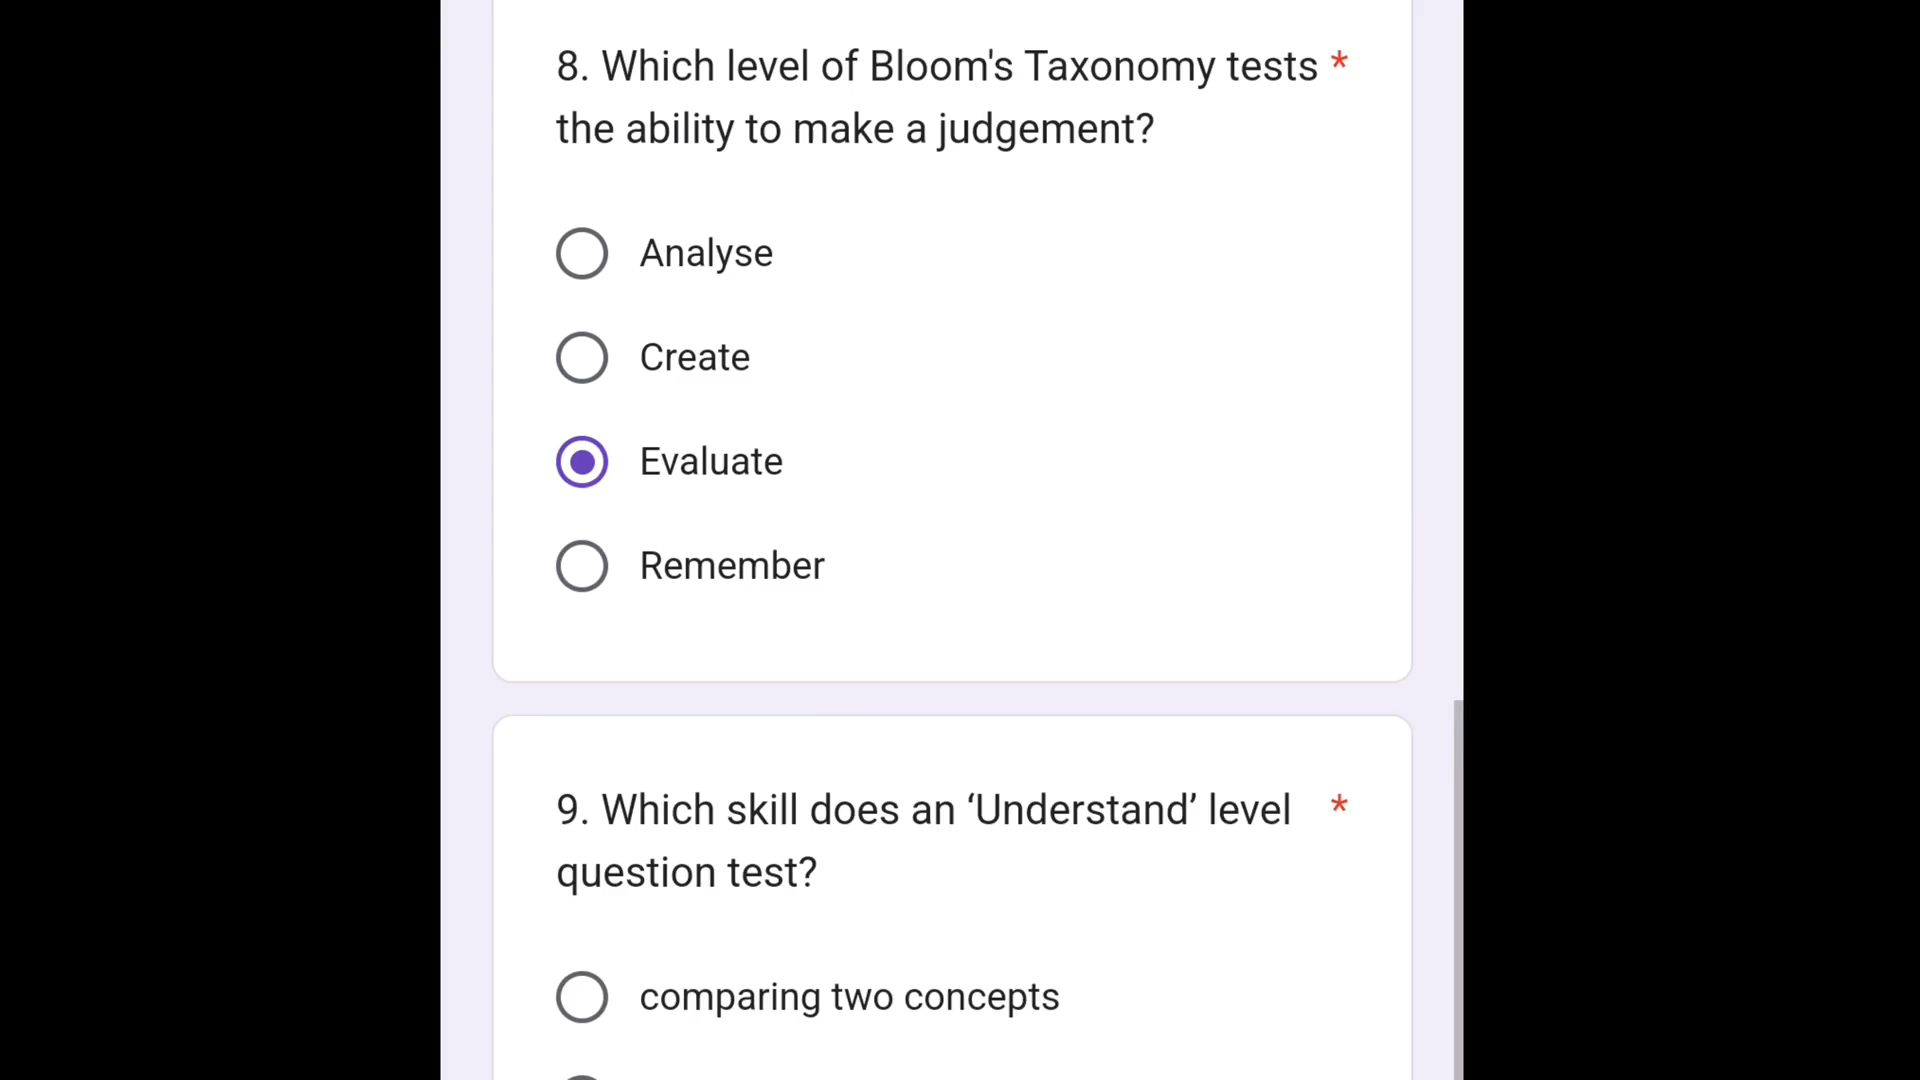 8. Which level of Bloom's Taxonomy tests *
the ability to make a judgement?
Analyse
Create
Evaluate
Remember
9. Which skill does an ‘Understand’ level *
question test?
comparing two concepts